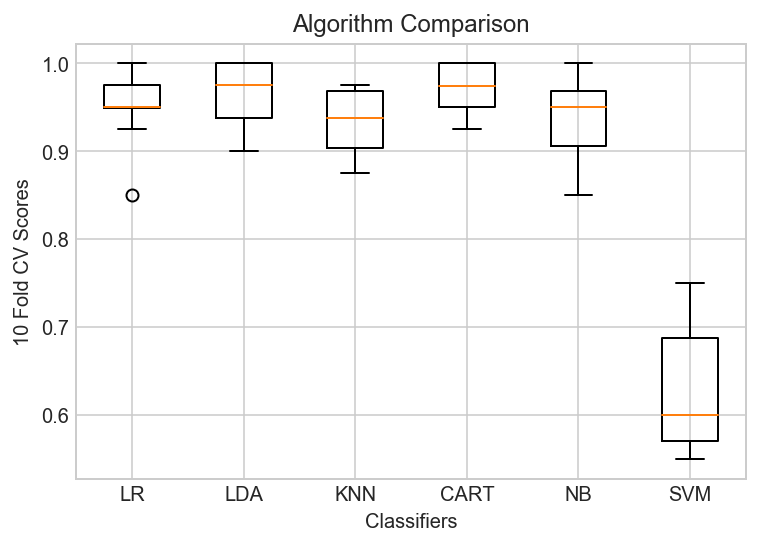 Algorithm Comparison
10 Fold CV Scores
1.0
0.9
0.8
0.7
0.6
LR LDA KNN CART NB SVM
Classifiers